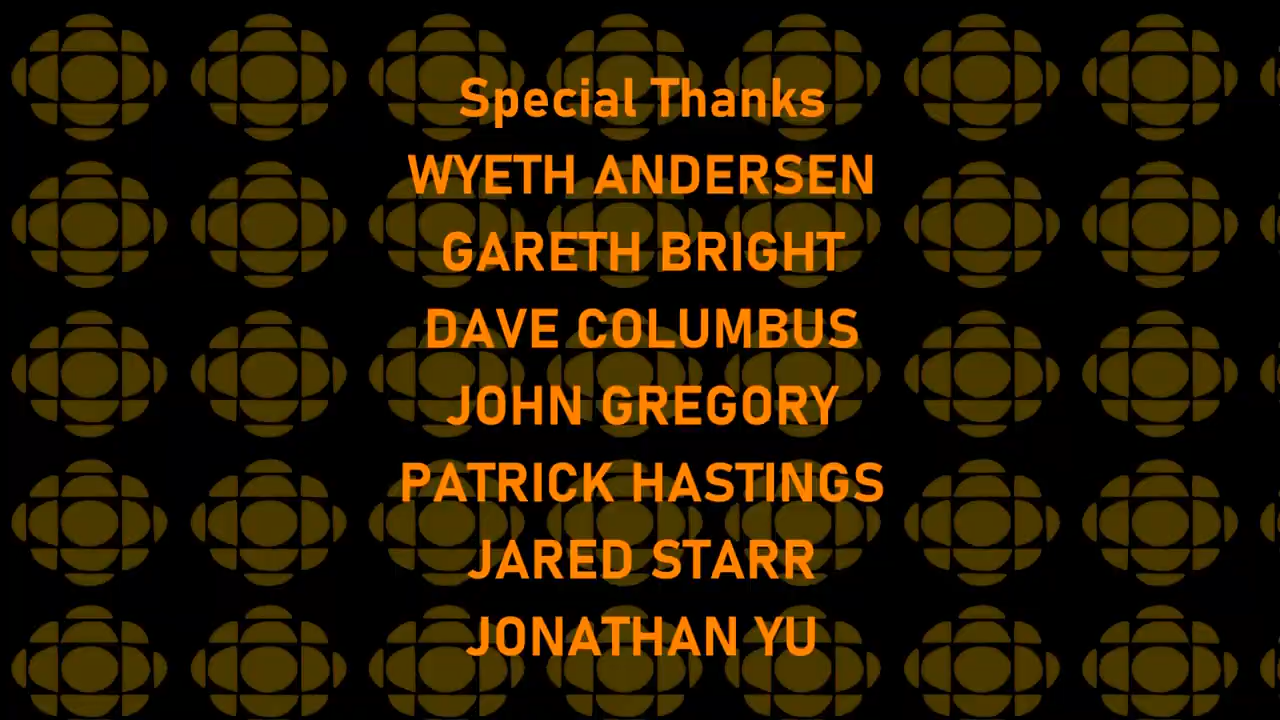 Special Thanks
WYETH ANDERSEN
GARETH BRIGHT
DAVE COLUMBUS
JOHN GREGORY
PATRICK HASTINGS
JARED STARR
JONATHAN YU